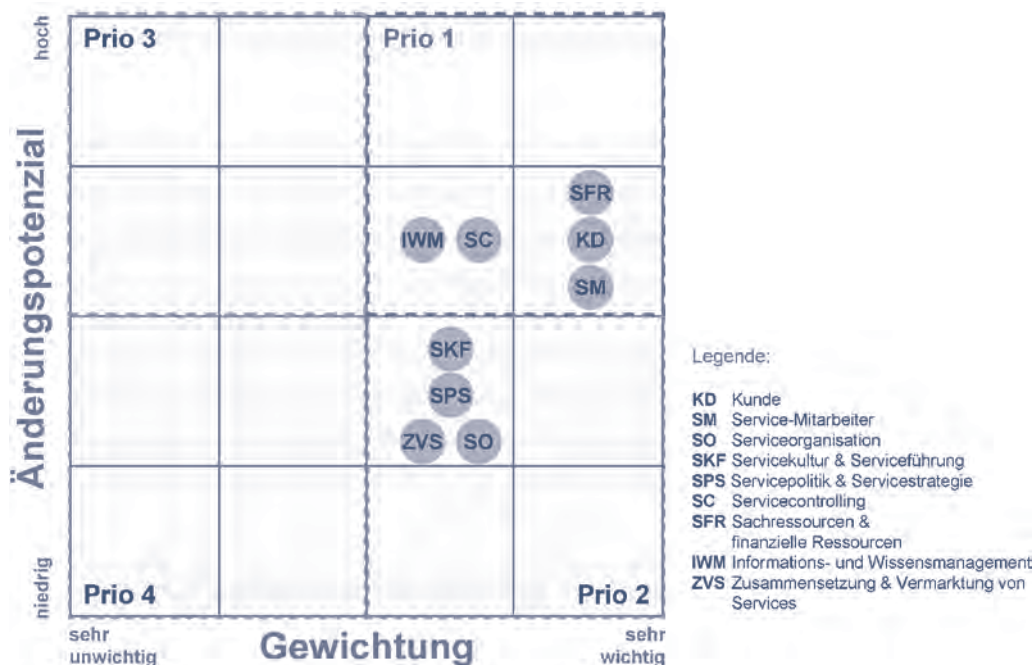 hoch
Prio 3
Prio 1
Änderungspotenzial
SFR
IWM SC KD
SM
SKF
SPS
ZVS SO
niedrig
Prio 4
Prio 2
sehr
unwichtig
Gewichtung
sehr
wichtig
Legende:
KD Kunde
SM Service-Mitarbeiter
SO Serviceorganisation
SKF Servicekultur & Serviceführung
SPS Servicepolitik & Servicestrategie
SC Servicecontrolling
SFR Sachressourcen &
finanzielle Ressourcen
IWM Informations- und Wissensmanagement
ZVS Zusammensetzung & Vermarktung von
Services